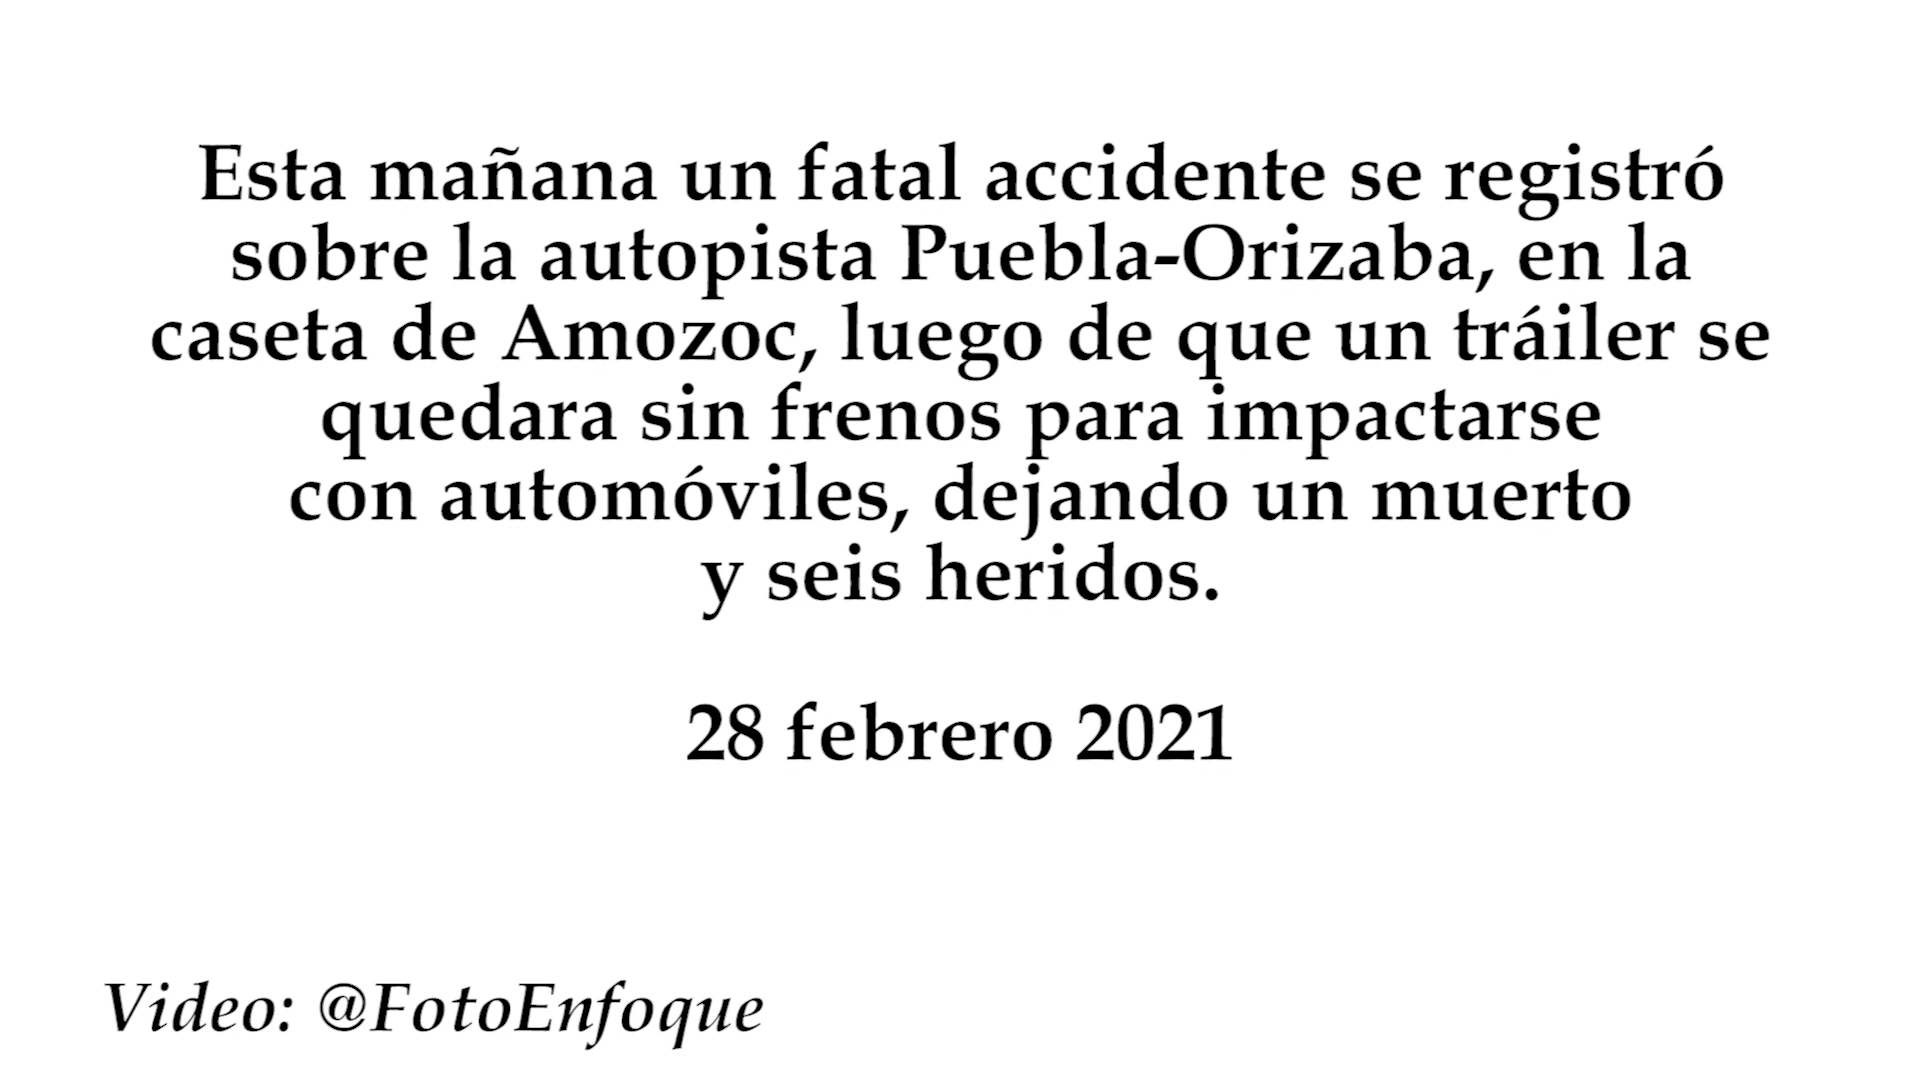 Esta mañana un fatal accidente se registró
sobre la autopista Puebla-Orizaba, en la
caseta de Amozoc, luego de que un tráiler se
quedara sin frenos para impactarse
con automóviles, dejando un muerto
y seis heridos.
28 febrero 2021
Video: @FotoEnfoque